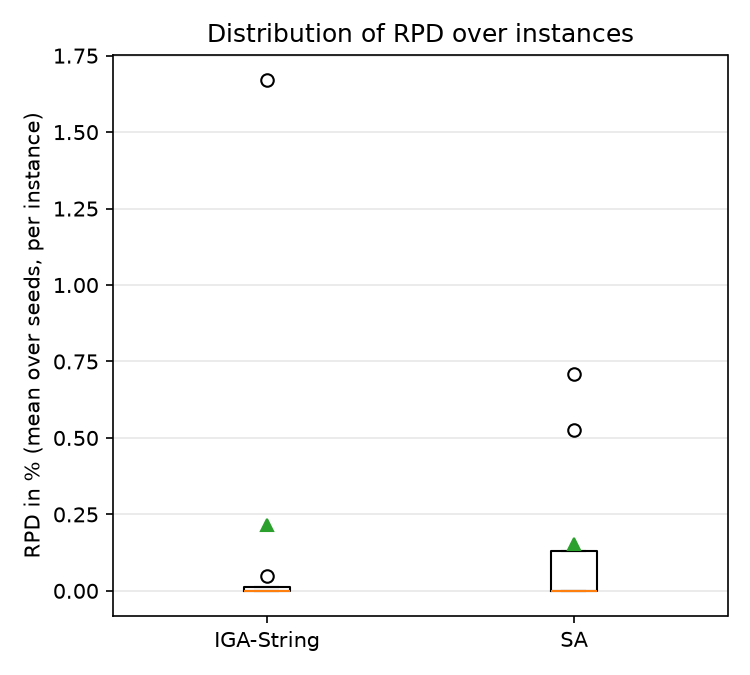 Distribution of RPD over instances
RPD in % (mean over seeds, per instance)
1.75
1.50
1.25
1.00
0.75
0.50
0.25
0.00
IGA-String
SA